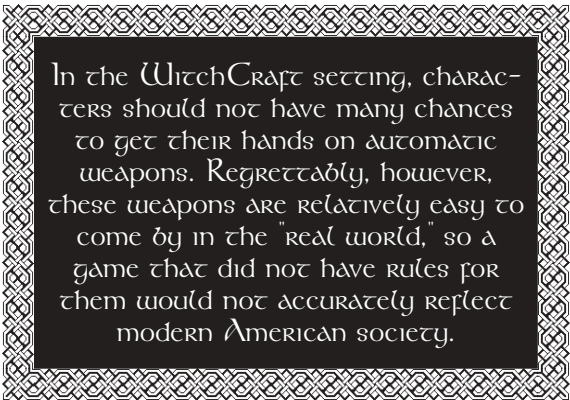 In the WitchCraft setting, charac-
ters should not have many chances
to get their hands on automatic
weapons. Regrettably, however,
these weapons are relatively easy to
come by in the "real world," so a
game that did not have rules for
them would not accurately reflect
modern American society.